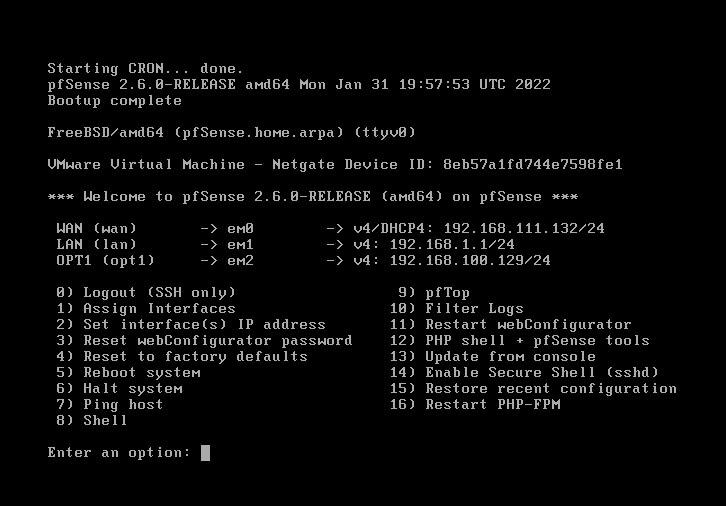 Starting CRON... done.
pfSense 2.6.0-RELEASE amd64 Mon Jan 31 19:57:53 UTC 2022
Bootup complete
FreeBSD/amd64 (pfSense.home.arpa) (ttyv0)
VMware Virtual Machine - Netgate Device ID: 8eb57a1fd744e7598fe1
*** Welcome to pfSense 2.6.0-RELEASE (amd64) on pfSense ***
WAN (wan)       -> em0        -> v4/DHCP4: 192.168.111.132/24
LAN (lan)       -> em1        -> v4: 192.168.1.1/24
OPT1 (opt1)     -> em2        -> v4: 192.168.100.129/24
0) Logout (SSH only)                  9) pfTop
1) Assign Interfaces                 10) Filter Logs
2) Set interface(s) IP address       11) Restart webConfigurator
3) Reset webConfigurator password    12) PHP shell + pfSense tools
4) Reset to factory defaults         13) Update from console
5) Reboot system                     14) Enable Secure Shell (sshd)
6) Halt system                       15) Restore recent configuration
7) Ping host                         16) Restart PHP-FPM
8) Shell
Enter an option: